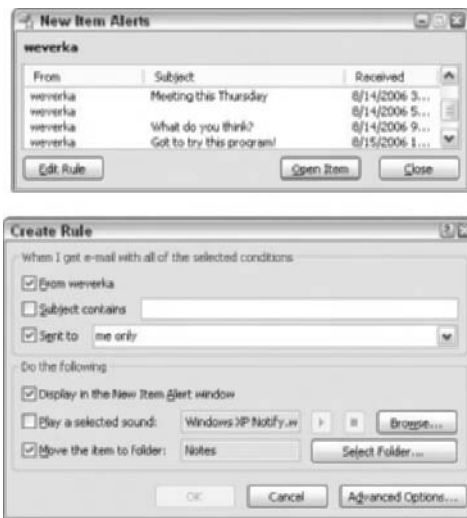 New Item Alerts
weverka
From Subject Received
weverka Meeting this Thursday 8/14/2006 3...
weverka 8/14/2006 5...
weverka What do you think? 8/14/2006 9...
weverka Got to try this program! 8/15/2006 1...
Edit Rule Open Item Close
Create Rule
When I get e-mail with all of the selected conditions
From weverka
Subject contains
Sent to me only
Do the following
Display in the New Item Alert window
Play a selected sound: Windows XP Notify.w Browse...
Move the item to folder: Notes Select Folder...
OK Cancel Advanced Options...